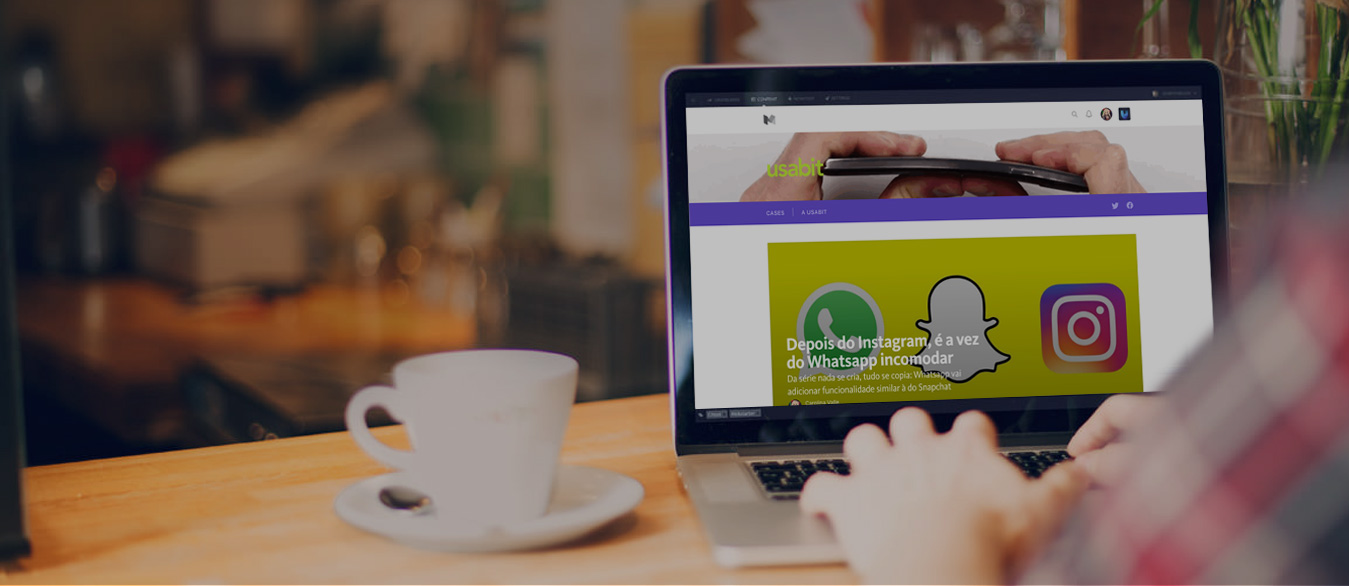 usabit
CASES
A USABIT
Depois do Instagram, é a vez
do Whatsapp incomodar
Da série nada se cria, tudo se copia: Whatsapp vai
adicionar funcionalidade similar à do Snapchat